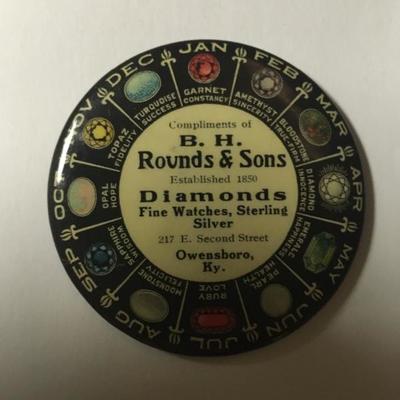 Compliments of
B. H.
Rounds & Sons
Established 1850
Diamonds
Fine Watches, Sterling
Silver
217 E. Second Street
Owensboro,
Ky.
JAN
GARNET
CONSTANCY
FEB
AMETHYST
SINCERITY
MAR
BLOODSTONE
TRUE-FIRM
APR
DIAMOND
INNOCENCE
MAY
EMERALD
HAPPINESS
JUN
PEARL
HEALTH
JUL
RUBY
LOVE
AUG
MOONSTONE
FELICITY
SEP
SAPPHIRE
WISDOM
OCT
OPAL
HOPE
NOV
TOPAZ
FIDELITY
DEC
TURQUOISE
SUCCESS